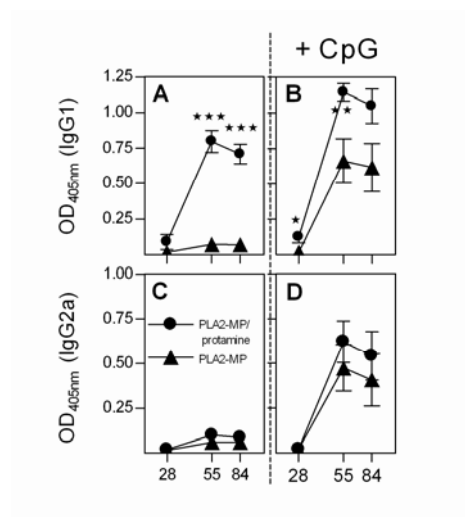 + CpG
OD405nm (IgG1)
1.25
1.00
0.75
0.50
0.25
A
★★★
★★★
B
★★
★
OD405nm (IgG2a)
1.00
0.75
0.50
0.25
C
PLA2-MP/
protamine
PLA2-MP
D
28 55 84
28 55 84